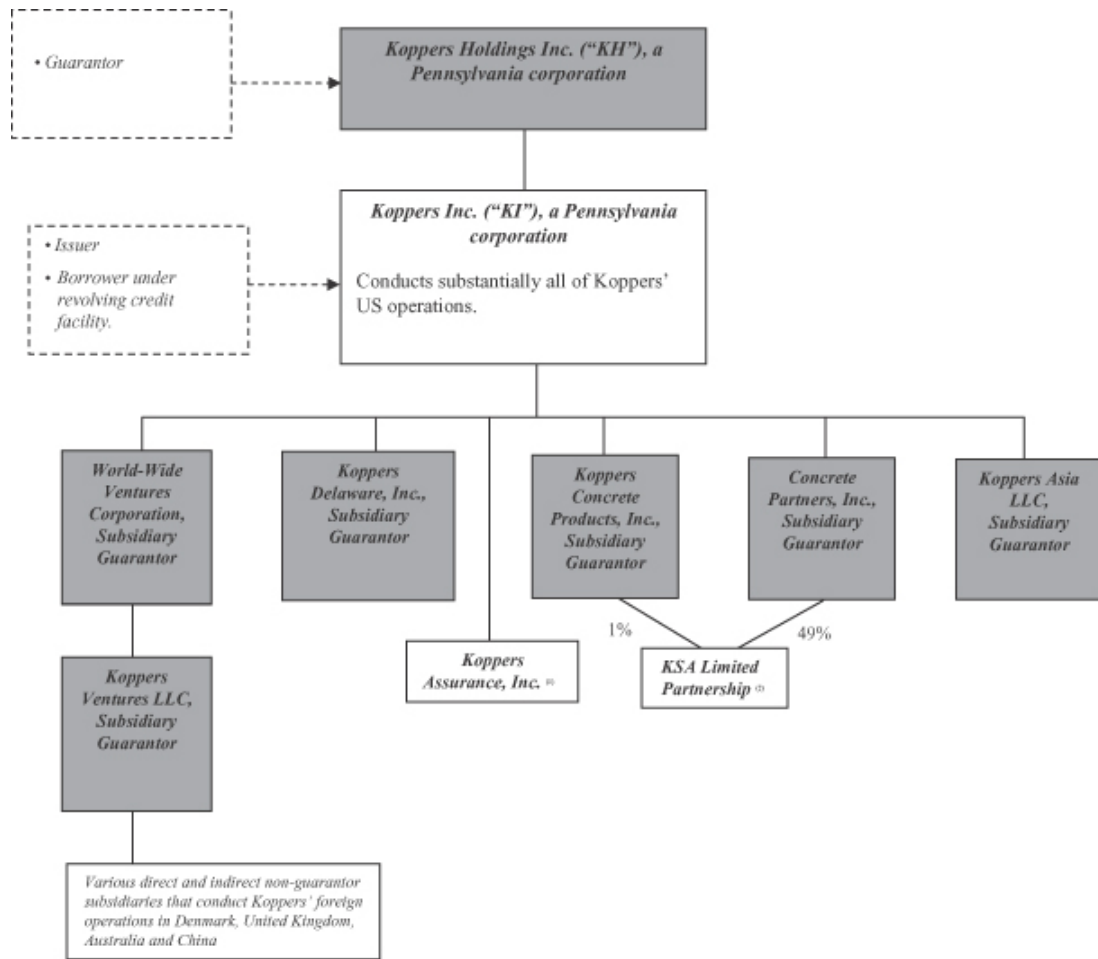 • Guarantor
Koppers Holdings Inc. (“KH”), a
Pennsylvania corporation
Koppers Inc. (“KI”), a Pennsylvania
corporation
Conducts substantially all of Koppers’
US operations.
• Issuer
• Borrower under
revolving credit
facility.
World-Wide
Ventures
Corporation,
Subsidiary
Guarantor
Koppers
Delaware, Inc.,
Subsidiary
Guarantor
Koppers
Concrete
Products, Inc.,
Subsidiary
Guarantor
Concrete
Partners, Inc.,
Subsidiary
Guarantor
Koppers Asia
LLC,
Subsidiary
Guarantor
1%
49%
Koppers
Assurance, Inc.
KSA Limited
Partnership
Koppers
Ventures LLC,
Subsidiary
Guarantor
Various direct and indirect non-guarantor
subsidiaries that conduct Koppers’ foreign
operations in Denmark, United Kingdom,
Australia and China